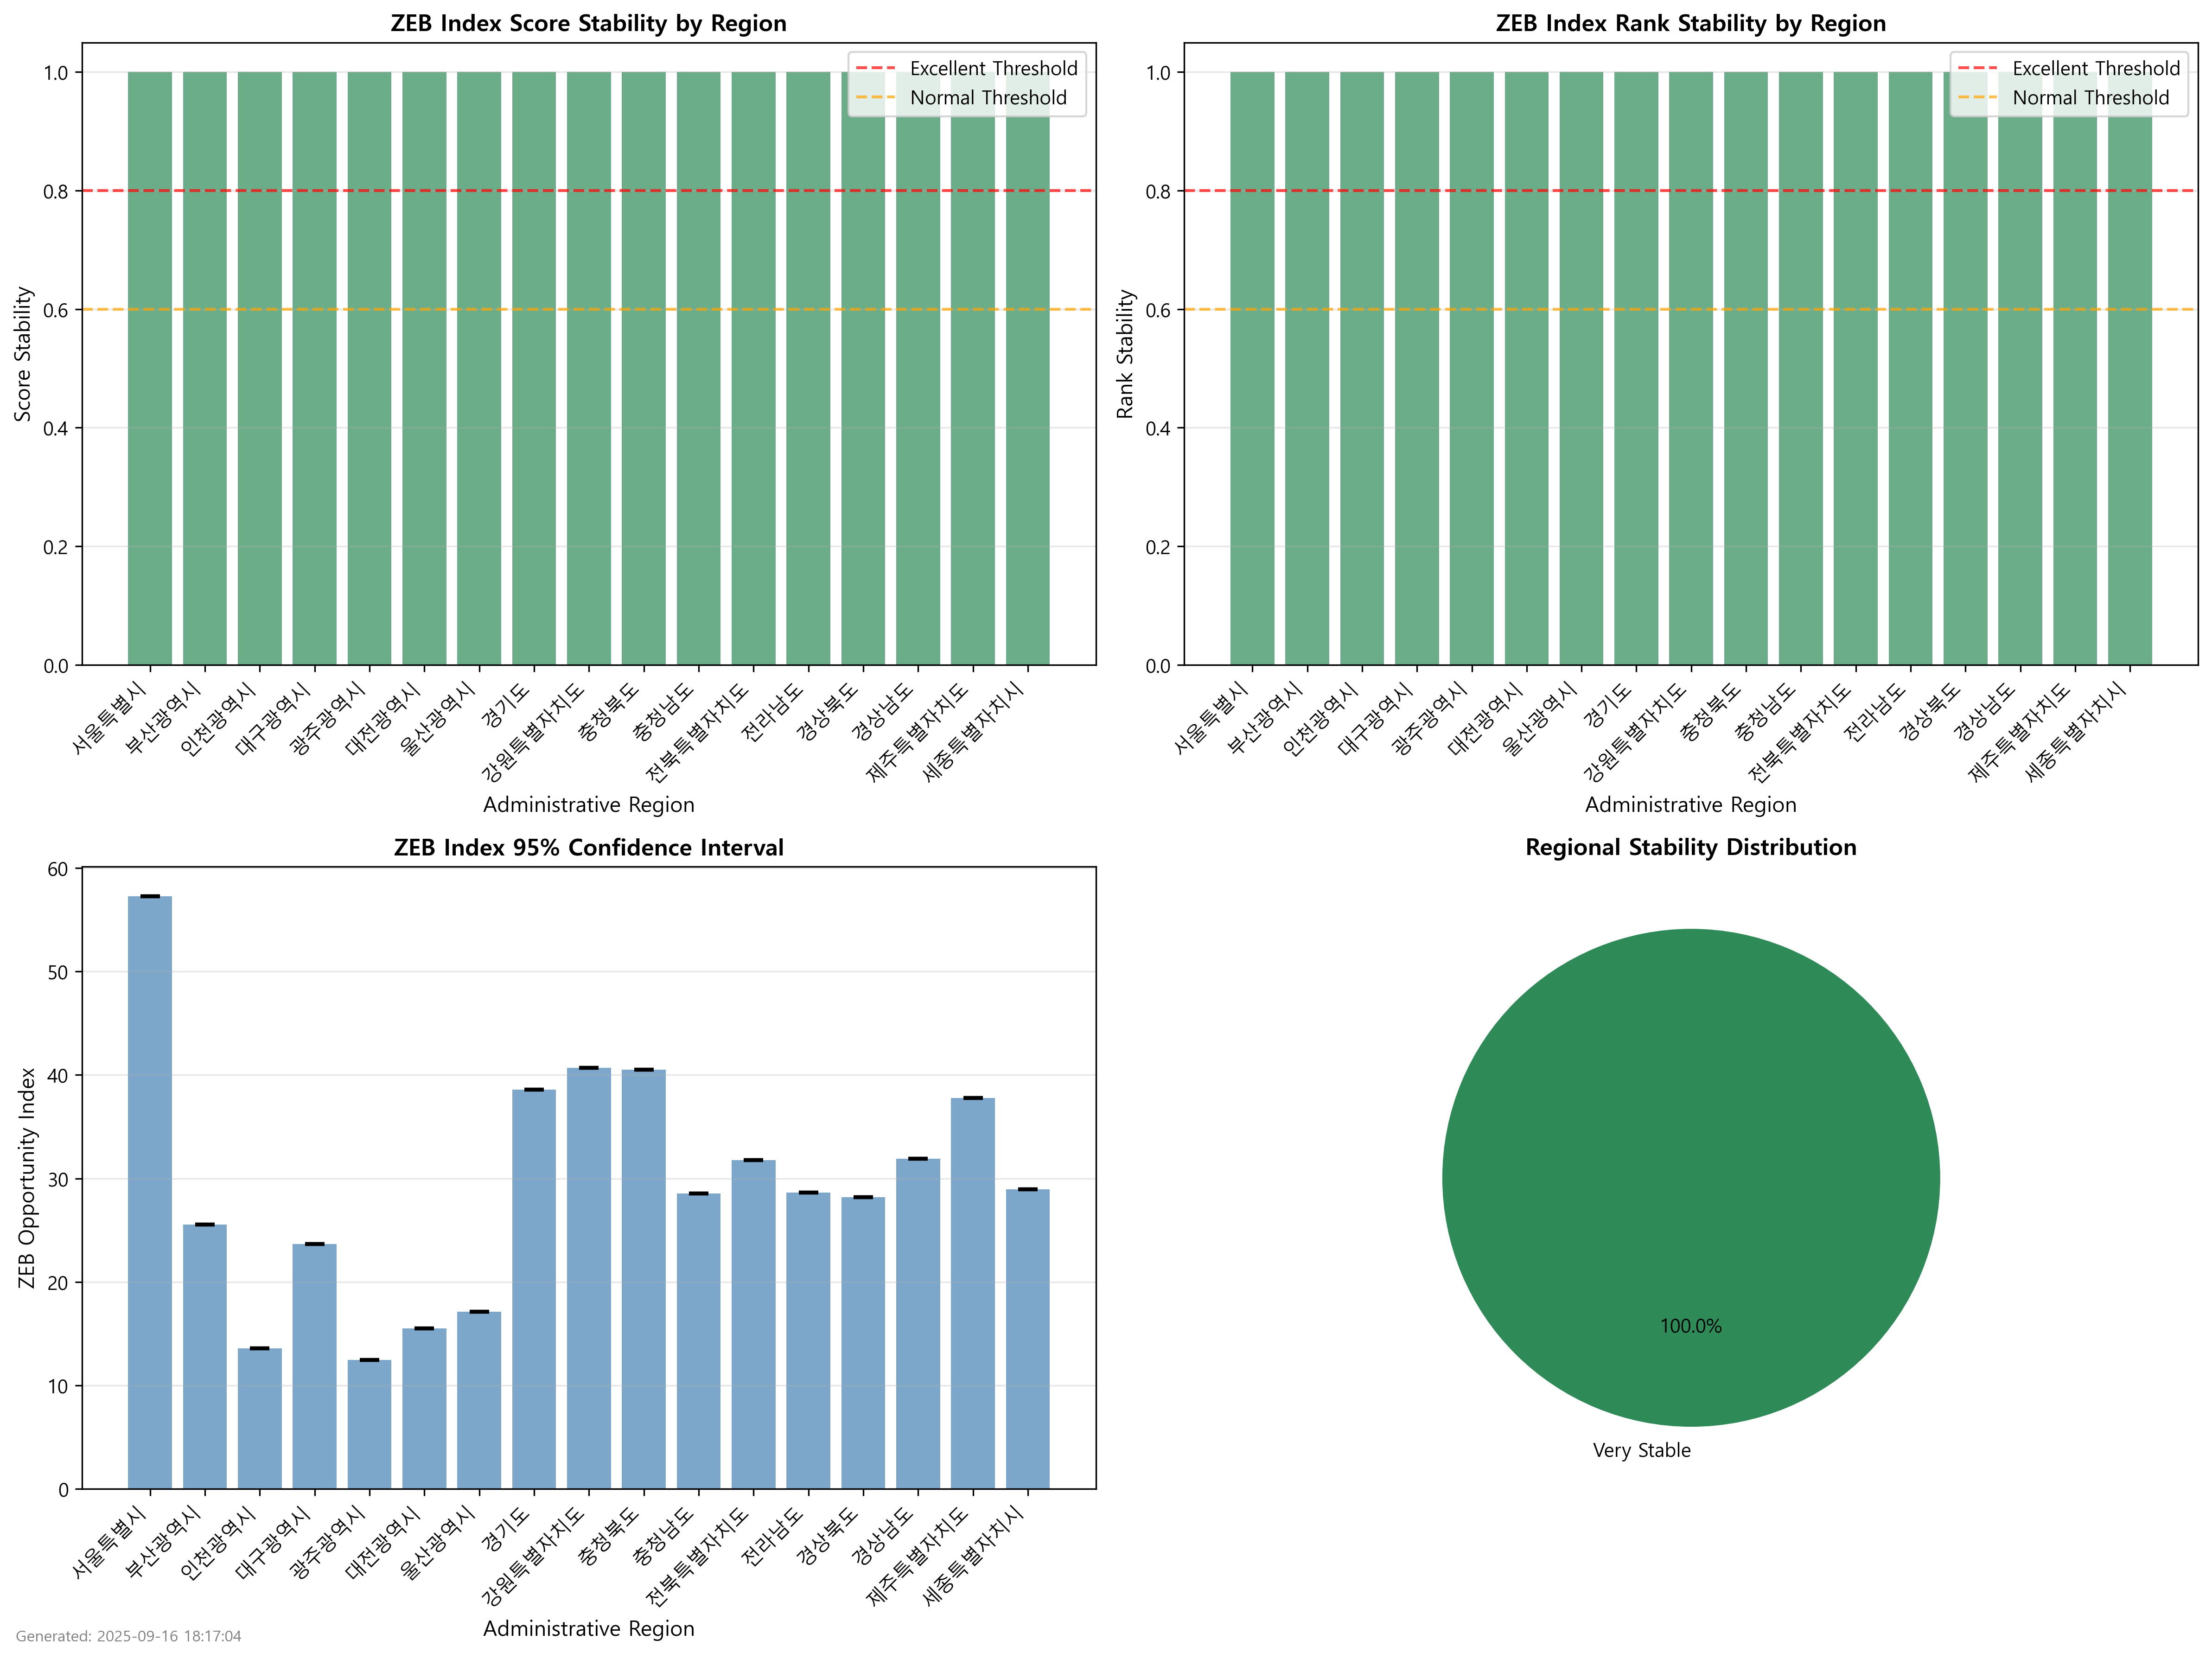 ZEB Index Score Stability by Region
Score Stability
1.0
0.8
0.6
0.4
0.2
0.0
Excellent Threshold
Normal Threshold
서울특별시
부산광역시
인천광역시
대구광역시
광주광역시
대전광역시
울산광역시
경기도
강원특별자치도
충청북도
충청남도
전북특별자치도
전라남도
경상북도
경상남도
제주특별자치도
세종특별자치시
Administrative Region
ZEB Index Rank Stability by Region
Rank Stability
1.0
0.8
0.6
0.4
0.2
0.0
Excellent Threshold
Normal Threshold
서울특별시
부산광역시
인천광역시
대구광역시
광주광역시
대전광역시
울산광역시
경기도
강원특별자치도
충청북도
충청남도
전북특별자치도
전라남도
경상북도
경상남도
제주특별자치도
세종특별자치시
Administrative Region
ZEB Index 95% Confidence Interval
ZEB Opportunity Index
60
50
40
30
20
10
0
서울특별시
부산광역시
인천광역시
대구광역시
광주광역시
대전광역시
울산광역시
경기도
강원특별자치도
충청북도
충청남도
전북특별자치도
전라남도
경상북도
경상남도
제주특별자치도
세종특별자치시
Administrative Region
Regional Stability Distribution
100.0%
Very Stable
Generated: 2025-09-16 18:17:04